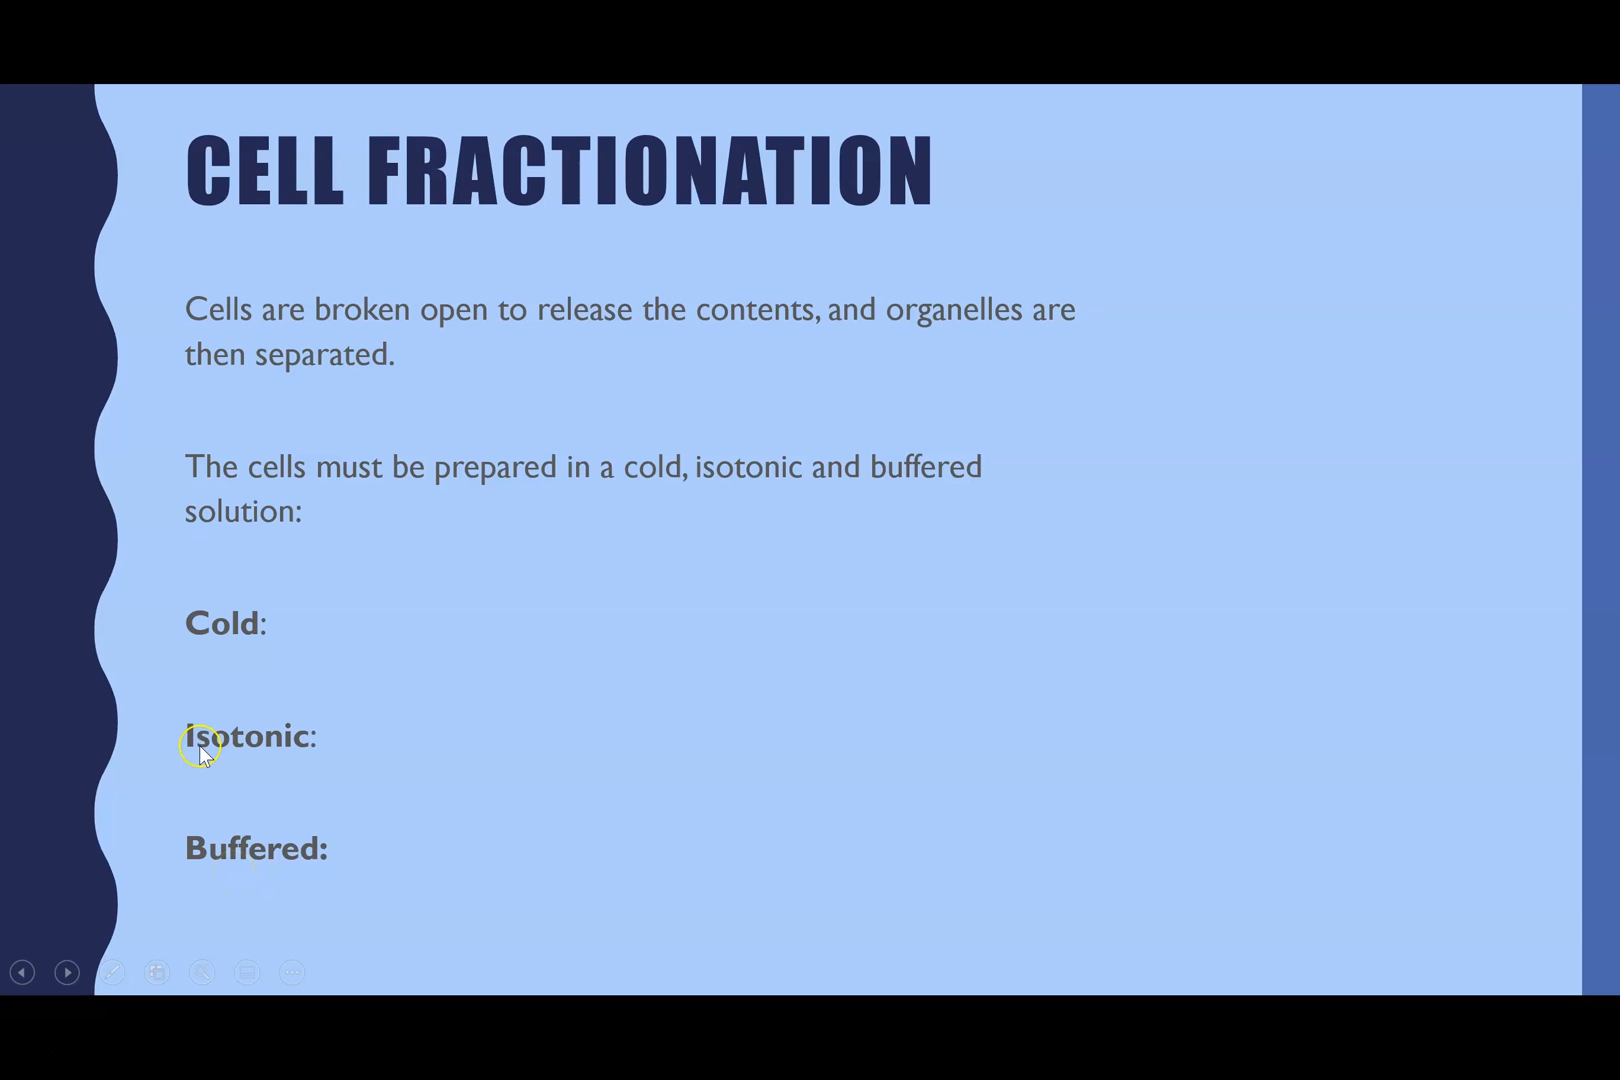 CELL FRACTIONATION
Cells are broken open to release the contents, and organelles are
then separated.
The cells must be prepared in a cold, isotonic and buffered
solution:
Cold:
Isotonic:
Buffered: